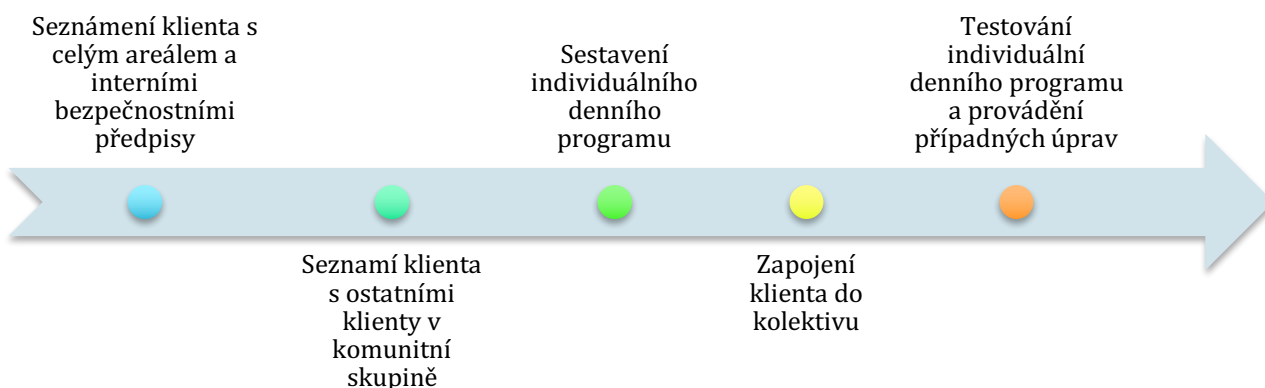 Seznámení klienta s
celým areálem a
interními
bezpečnostními
předpisy
Seznamí klienta
s ostatními
klienty v
komunitní
skupině
Sestavení
individuálního
denního
programu
Zapojení
klienta do
kolektivu
Testování
individuální
denního programu
a provádění
případných úprav